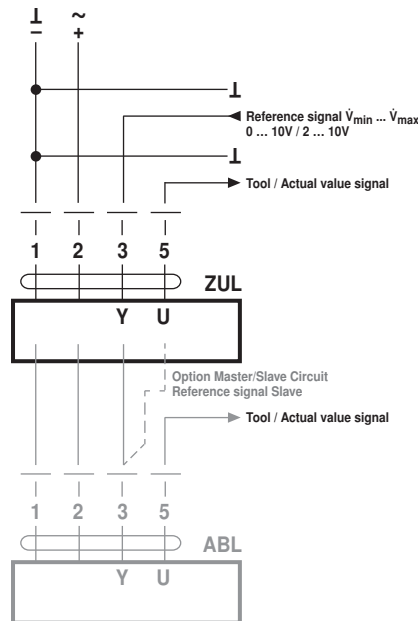 ⊥ ~
– +
⊥
Reference signal V̇min ... V̇max
0 ... 10V / 2 ... 10V
⊥
Tool / Actual value signal
1 2 3 5
ZUL
Y U
Option Master/Slave Circuit
Reference signal Slave
Tool / Actual value signal
1 2 3 5
ABL
Y U